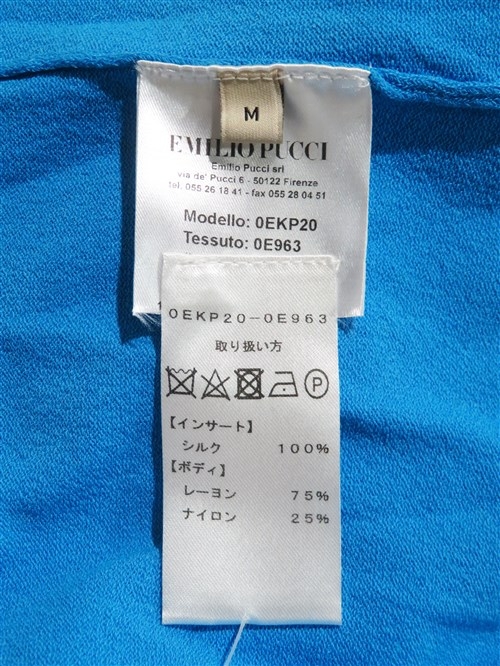 M
EMILIO PUCCI
Emilio Pucci srl
via de' Pucci 6 - 50122 Firenze
tel. 055 26 18 41 - fax 055 28 04 51
Modello: 0EKP20
Tessuto: 0E963
0EKP20-0E963
取り扱い方
P
【インサート】
シルク 100%
【ボディ】
レーヨン 75%
ナイロン 25%